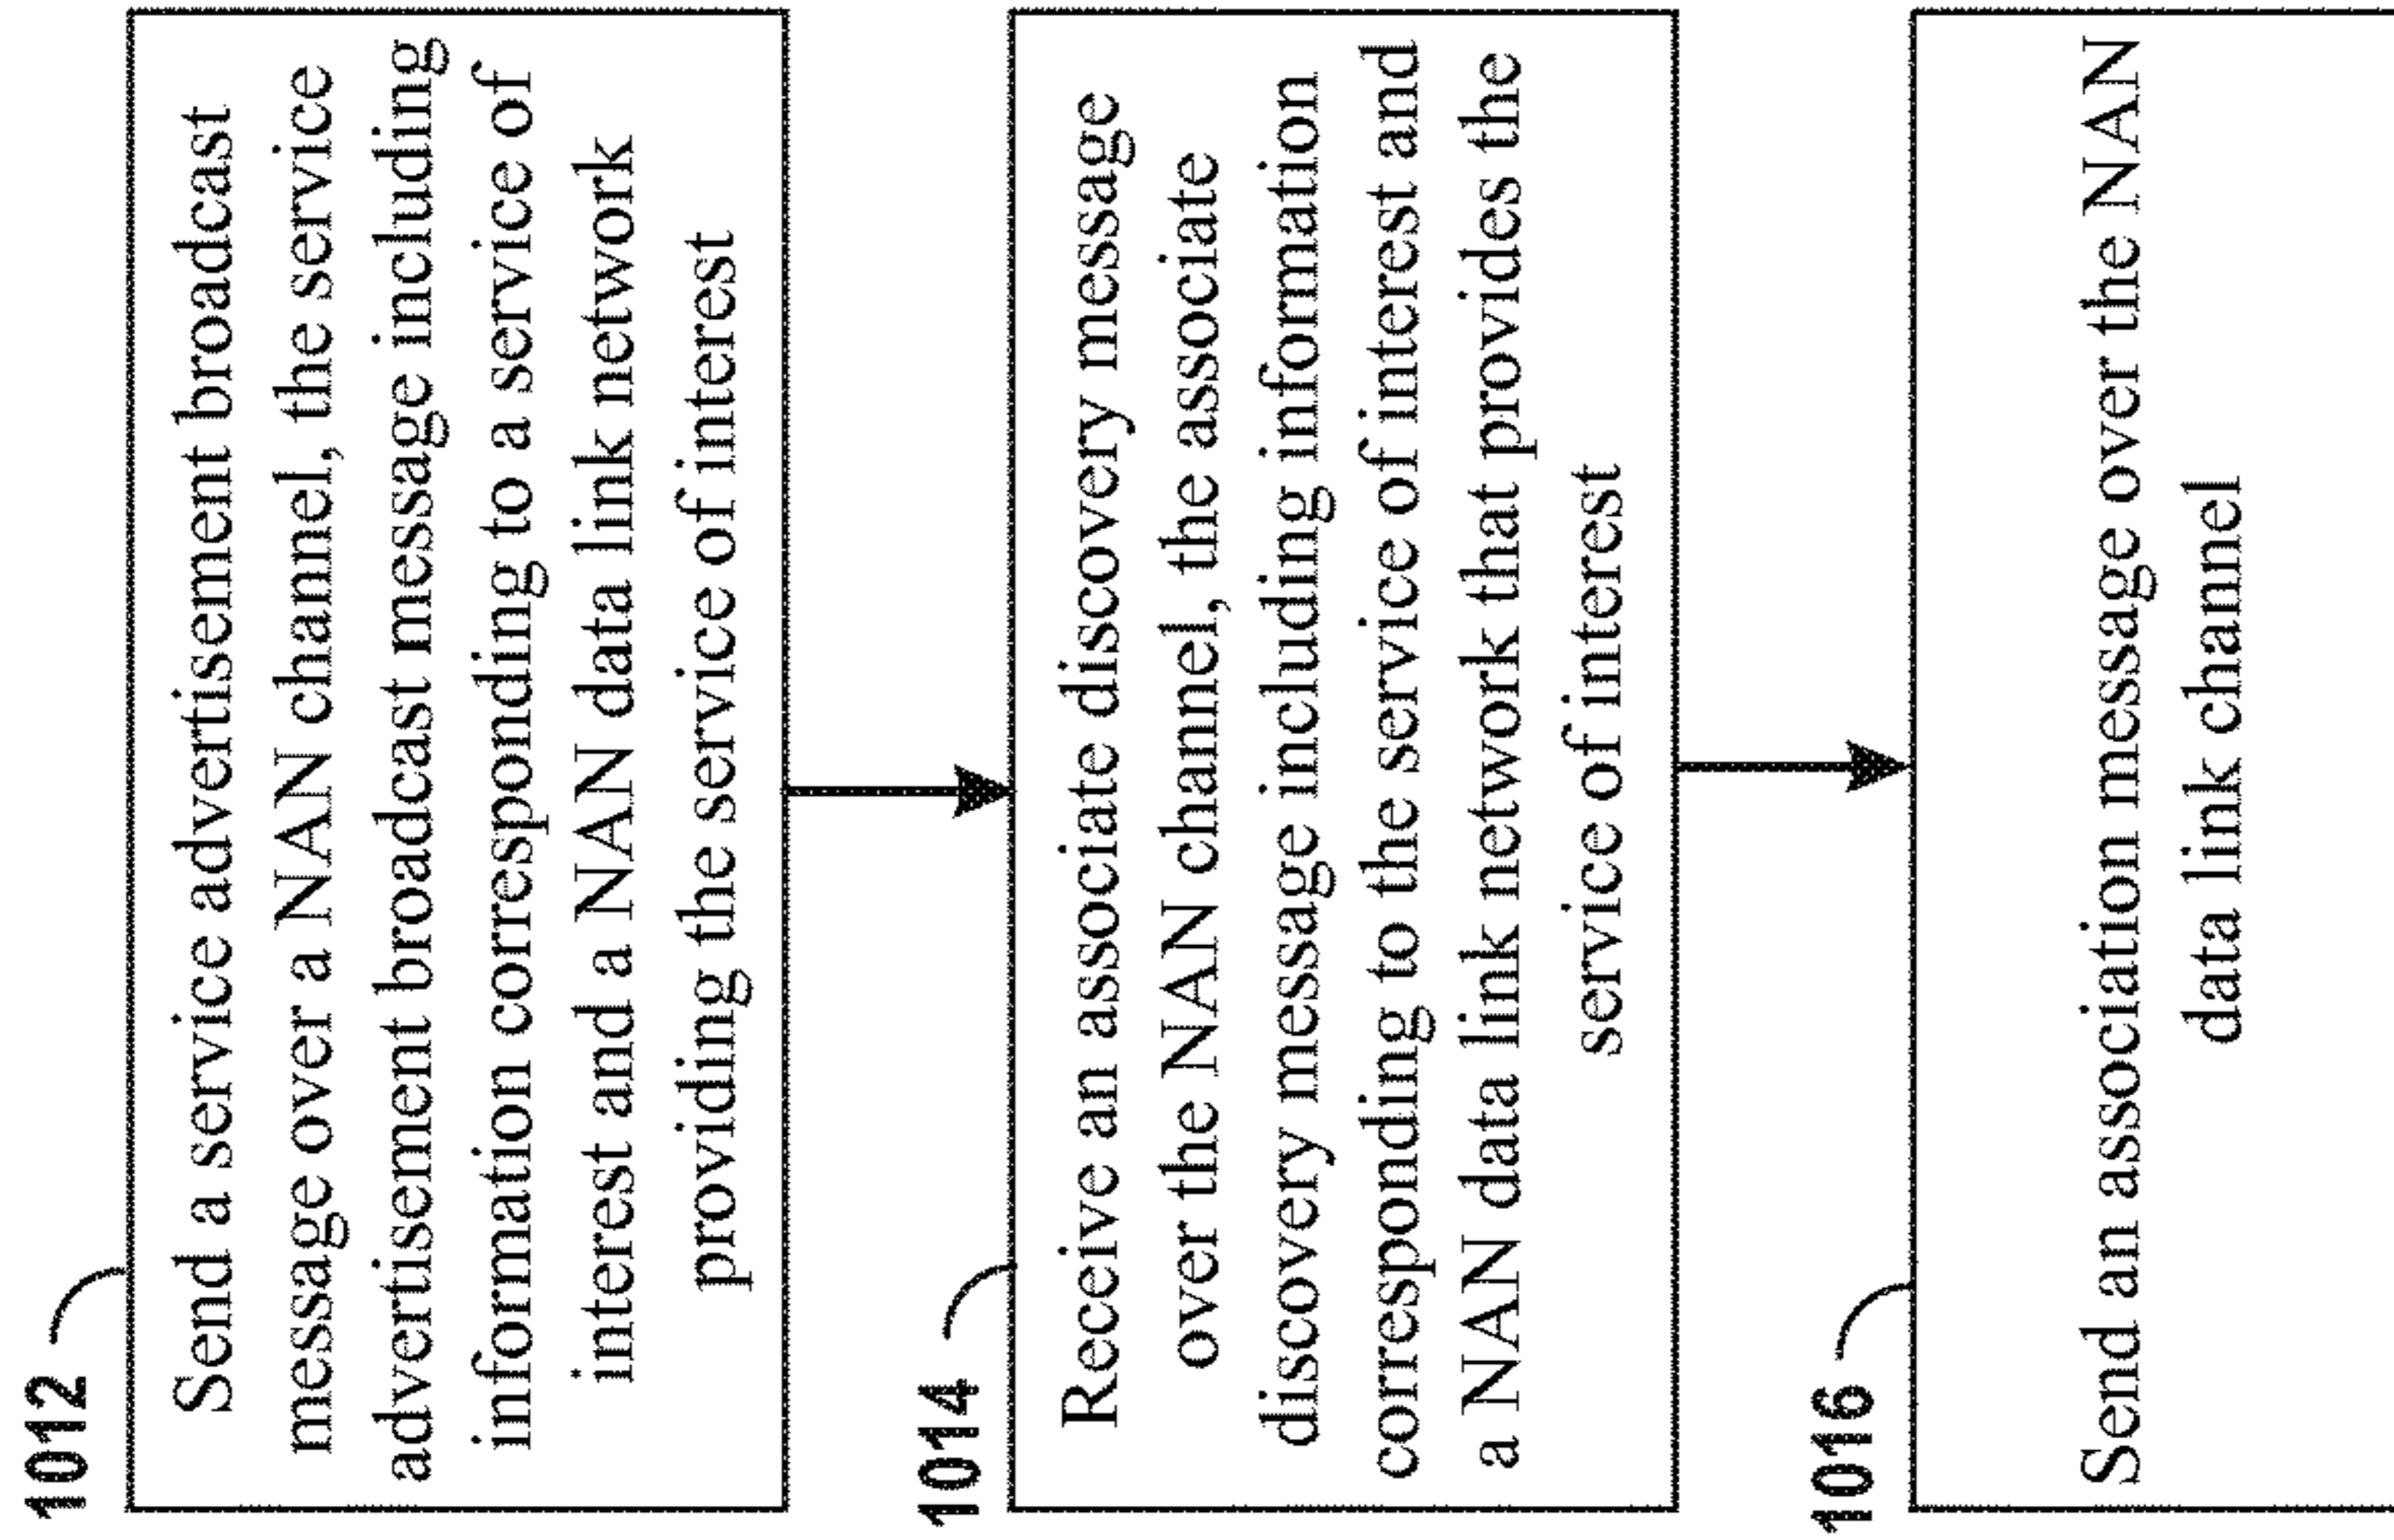 1012
Send a service advertisement broadcast
message over a NAN channel, the service
advertisement broadcast message including
information corresponding to a service of
interest and a NAN data link network
providing the service of interest
1014
Receive an associate discovery message
over the NAN channel, the associate
discovery message including information
corresponding to the service of interest and
a NAN data link network that provides the
service of interest
1016
Send an association message over the NAN
data link channel